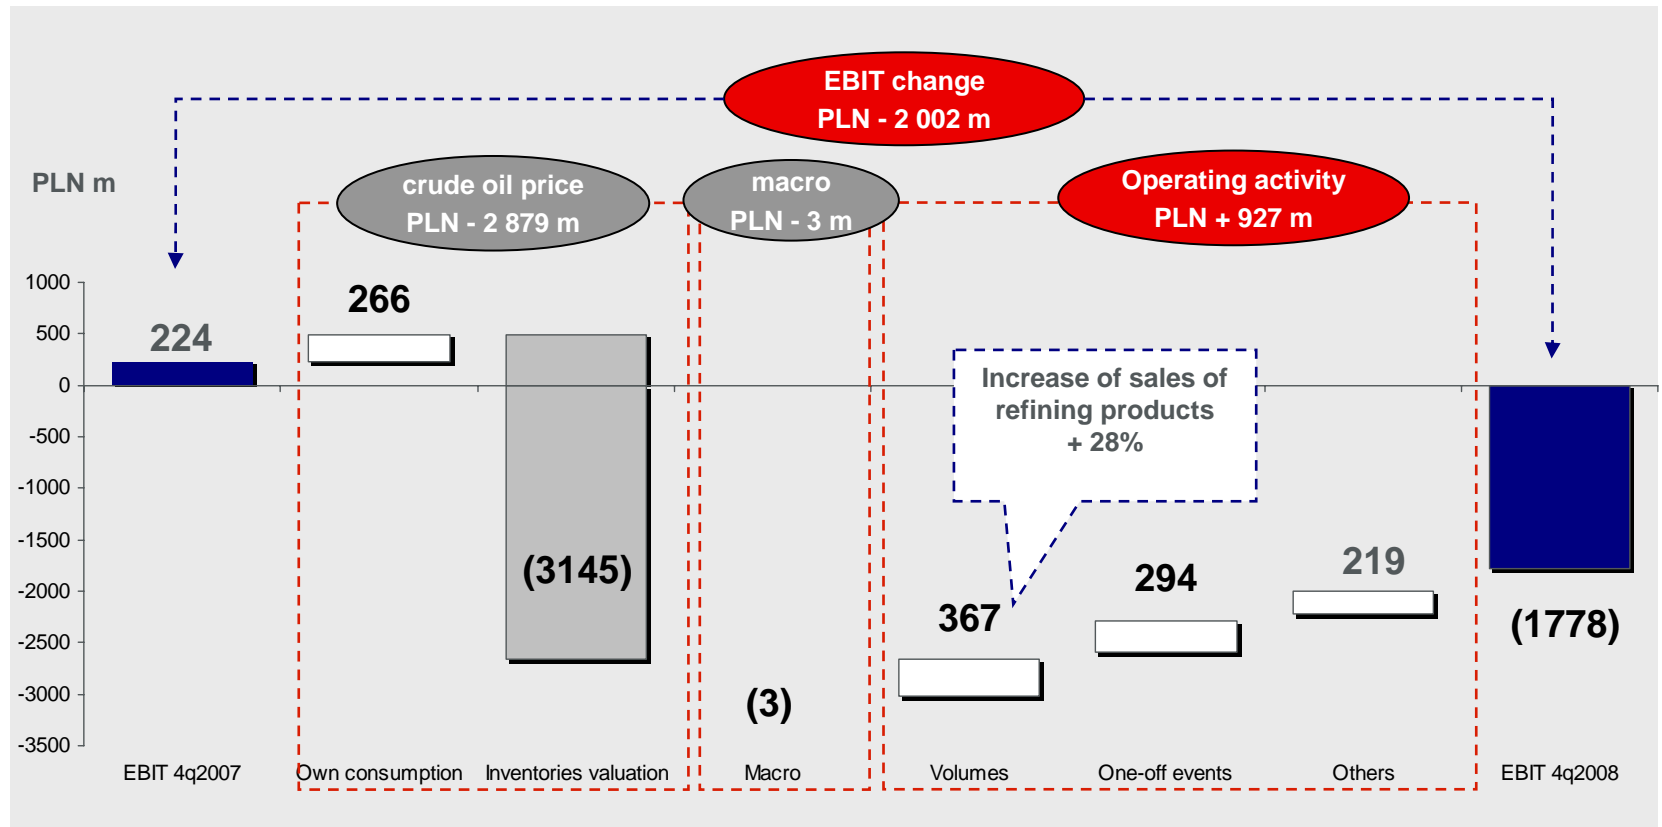 EBIT change
PLN - 2 002 m
PLN m
crude oil price
PLN - 2 879 m
macro
PLN - 3 m
Operating activity
PLN + 927 m
1000
500
0
-500
-1000
-1500
-2000
-2500
-3000
-3500
224
266
(3145)
(3)
Increase of sales of
refining products
+ 28%
367
294
219
(1778)
EBIT 4q2007
Own consumption
Inventories valuation
Macro
Volumes
One-off events
Others
EBIT 4q2008